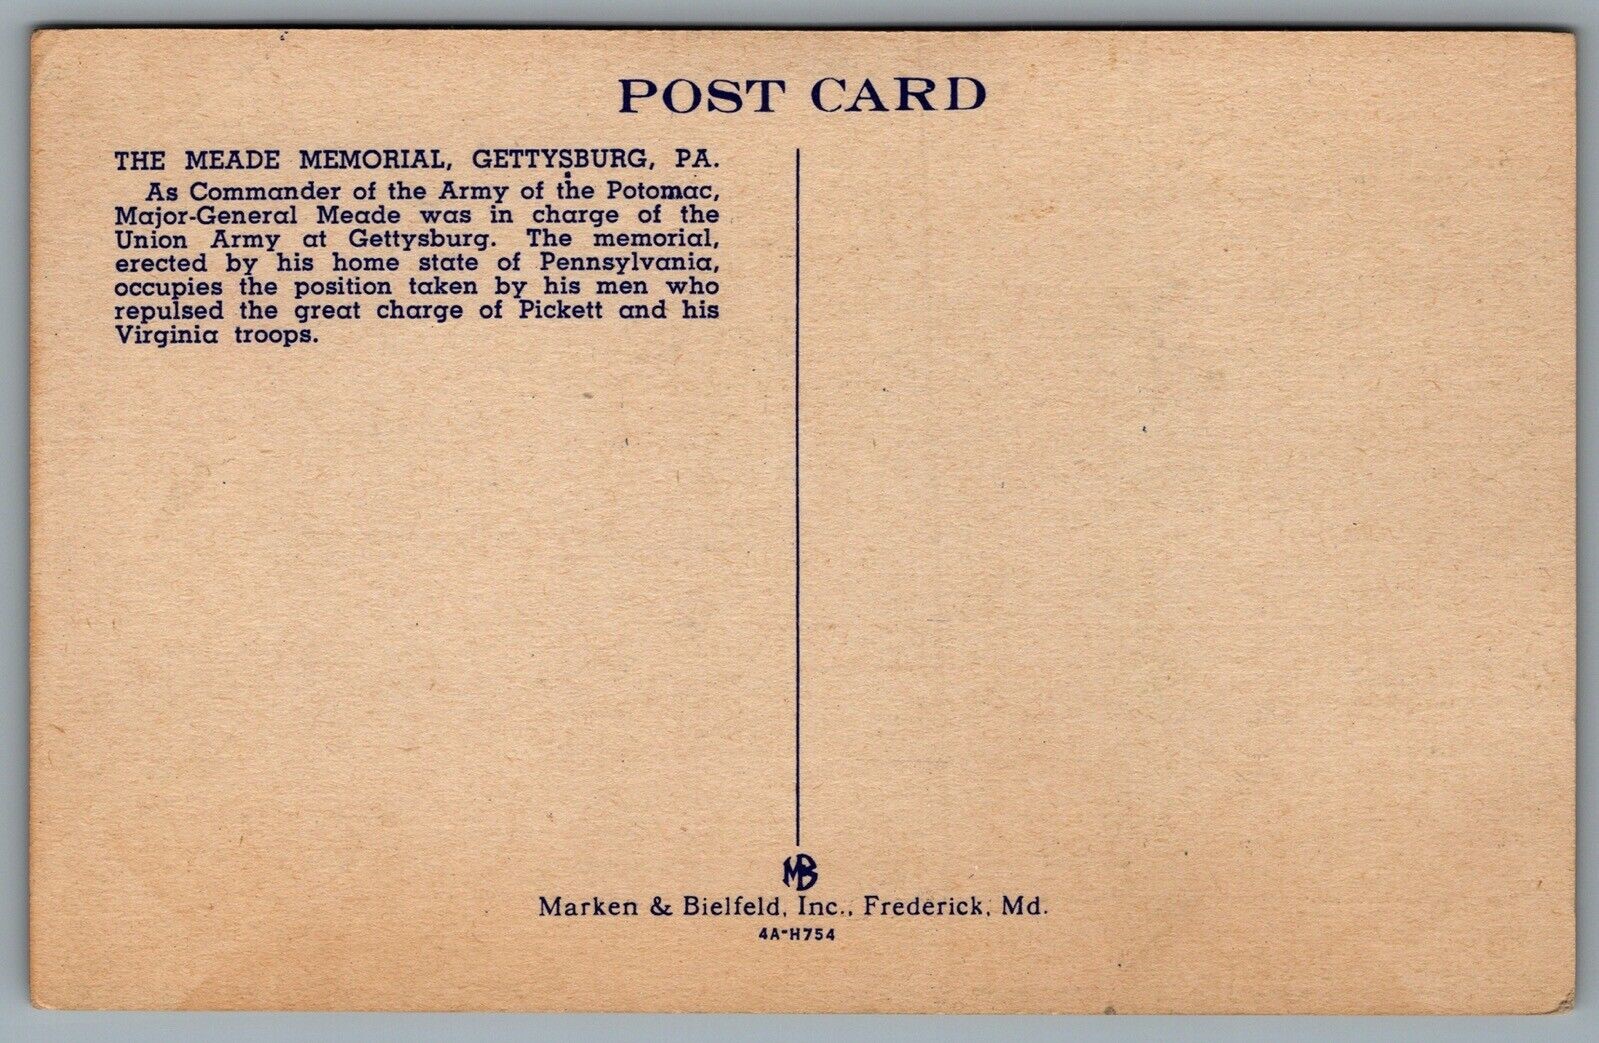 POST CARD
THE MEADE MEMORIAL, GETTYSBURG, PA.
As Commander of the Army of the Potomac,
Major-General Meade was in charge of the
Union Army at Gettysburg. The memorial,
erected by his home state of Pennsylvania,
occupies the position taken by his men who
repulsed the great charge of Pickett and his
Virginia troops.
MB
Marken & Bielfeld, Inc., Frederick, Md.
4A-H754